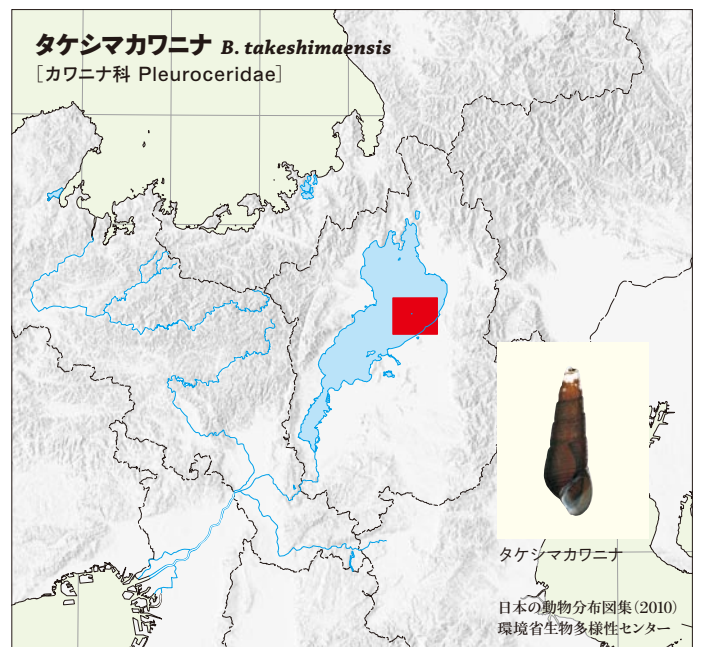 タケシマカワニナ B. takeshimaensis
［カワニナ科 Pleuroceridae］
タケシマカワニナ
日本の動物分布図集（2010）
環境省生物多様性センター